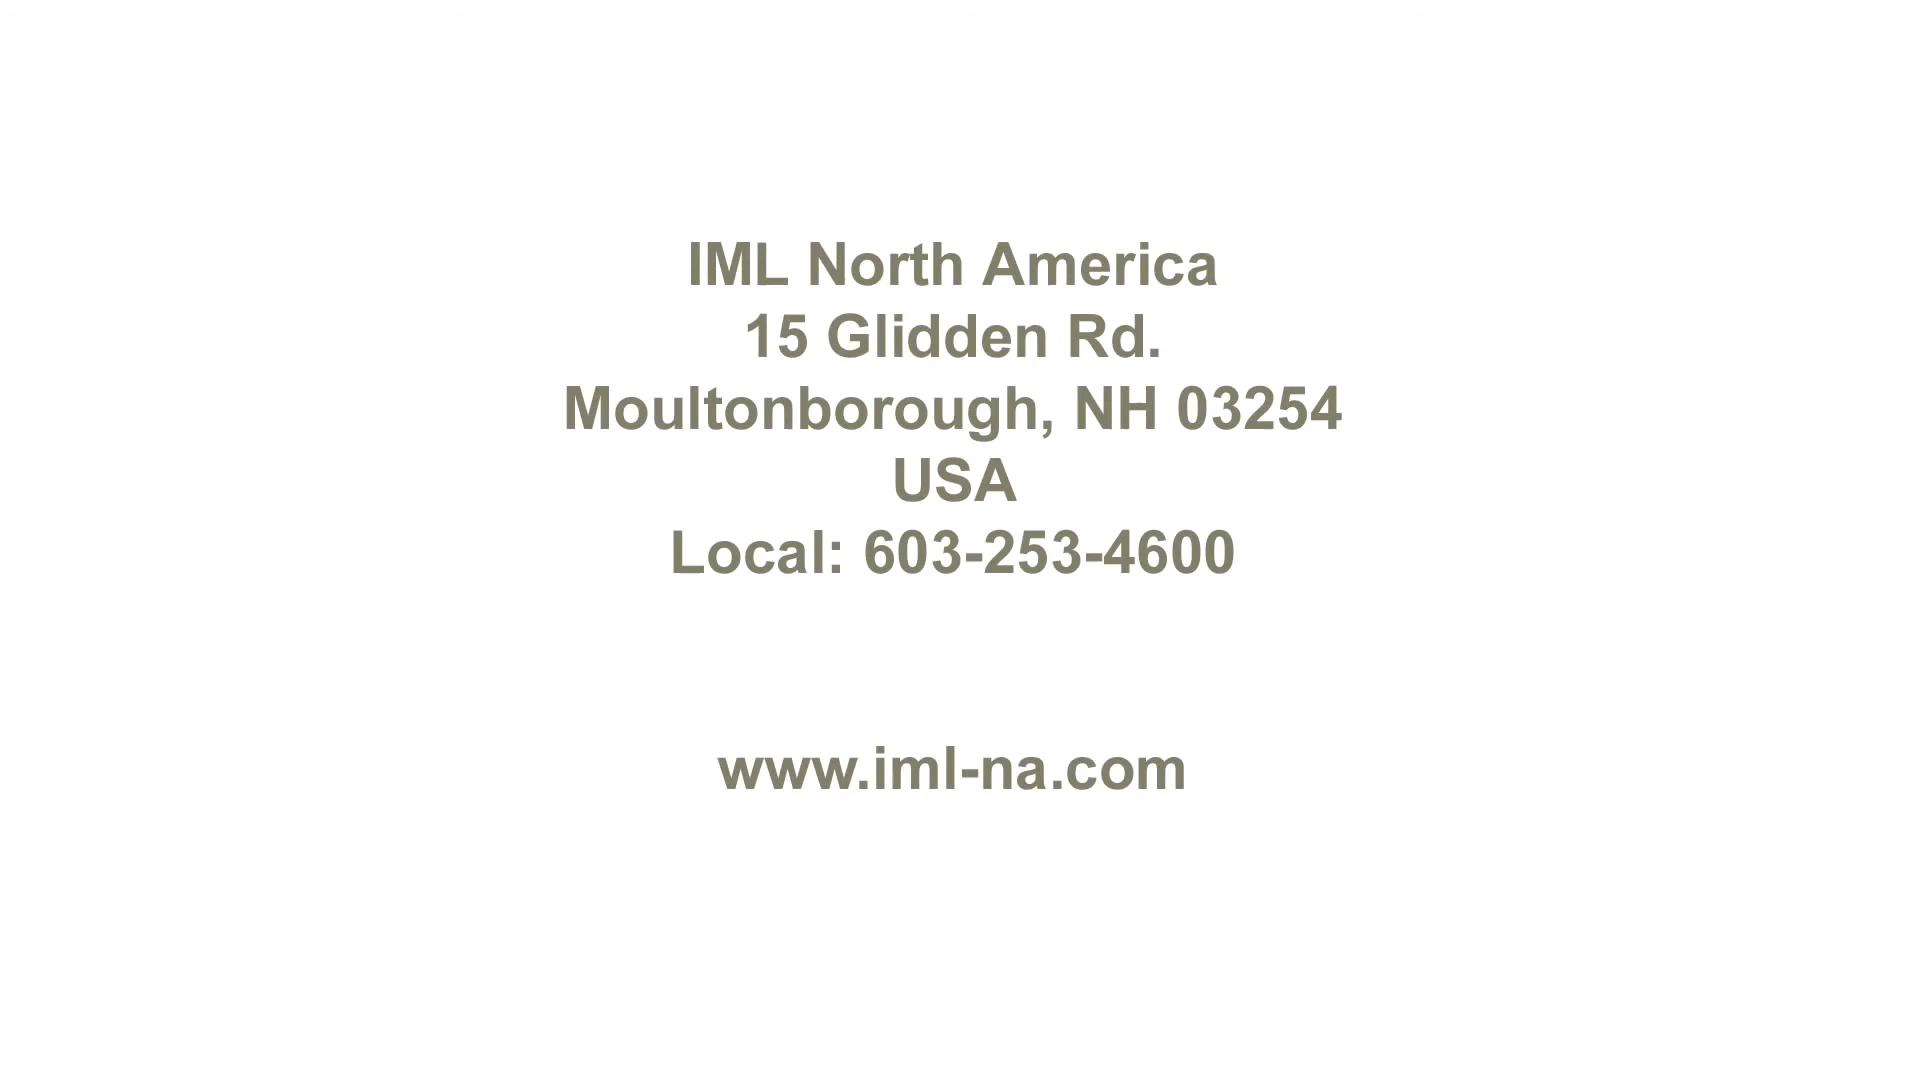 IML North America
15 Glidden Rd.
Moultonborough, NH 03254
USA
Local: 603-253-4600
www.iml-na.com